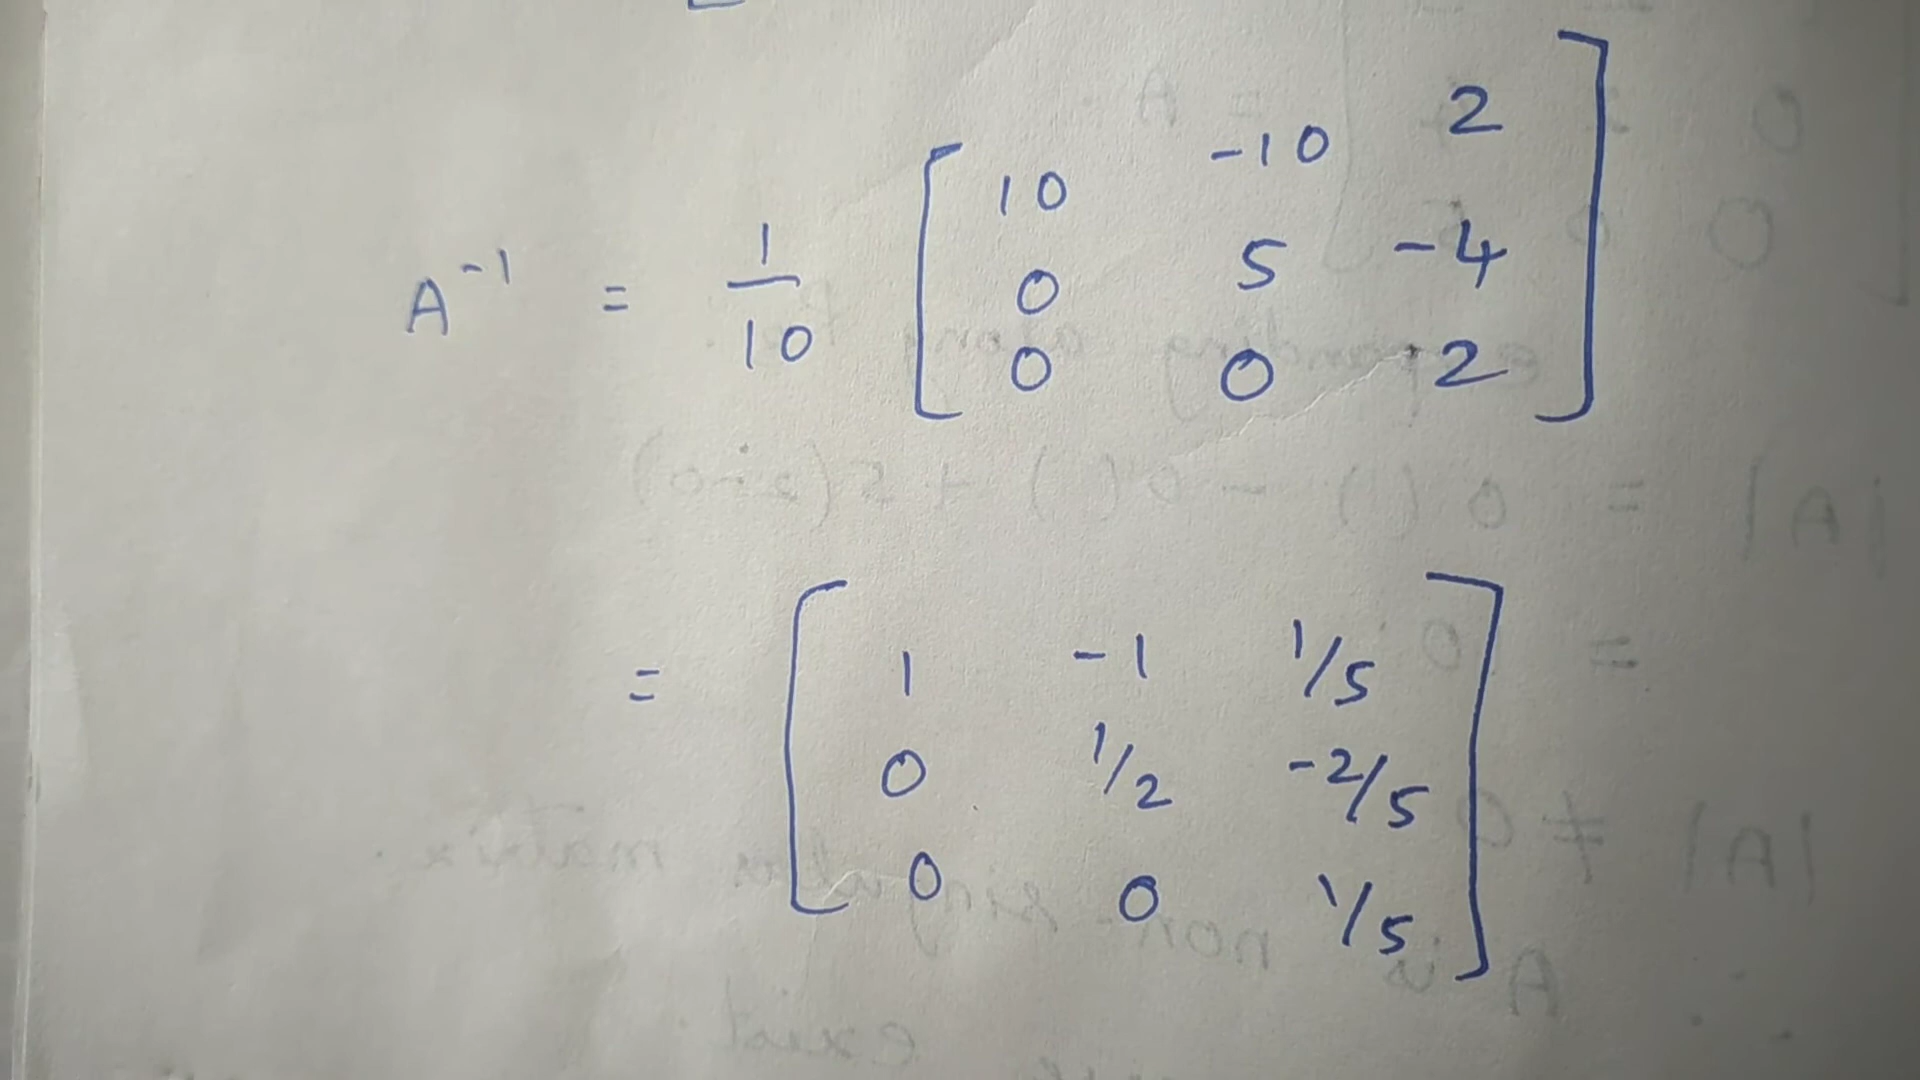 A⁻¹ = 1/10 [ 10 -10 2
0 5 -4
0 0 2 ]
= [ 1 -1 1/5
0 1/2 -2/5
0 0 1/5 ]